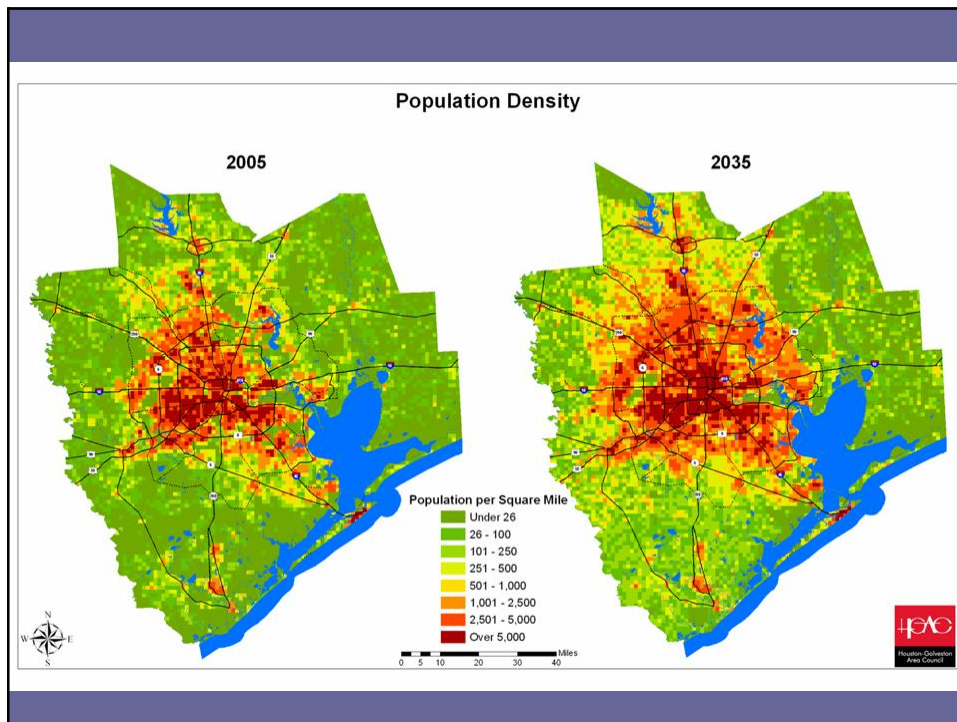 Population Density
2005
2035
Population per Square Mile
Under 26
26 - 100
101 - 250
251 - 500
501 - 1,000
1,001 - 2,500
2,501 - 5,000
Over 5,000
N
W
E
S
Miles
0 5 10 20 30 40
Houston-Galveston
Area Council